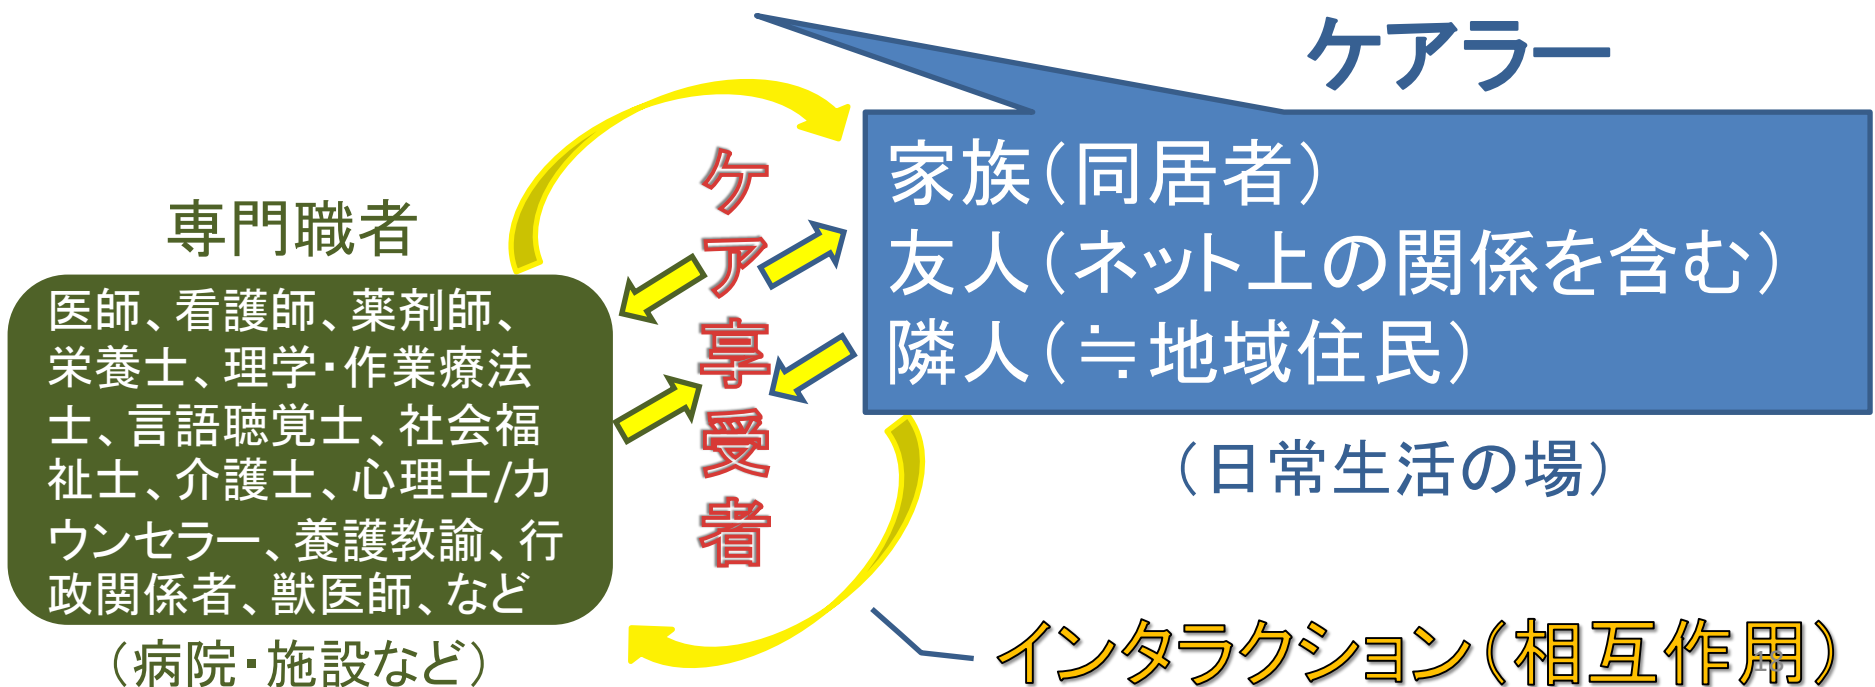 ケアラー
家族（同居者）
友人（ネット上の関係を含む）
隣人（≒地域住民）
（日常生活の場）
ケア享受者
専門職者
医師、看護師、薬剤師、
栄養士、理学・作業療法
士、言語聴覚士、社会福
祉士、介護士、心理士/カ
ウンセラー、養護教諭、行
政関係者、獣医師、など
（病院・施設など）
インタラクション（相互作用）
18